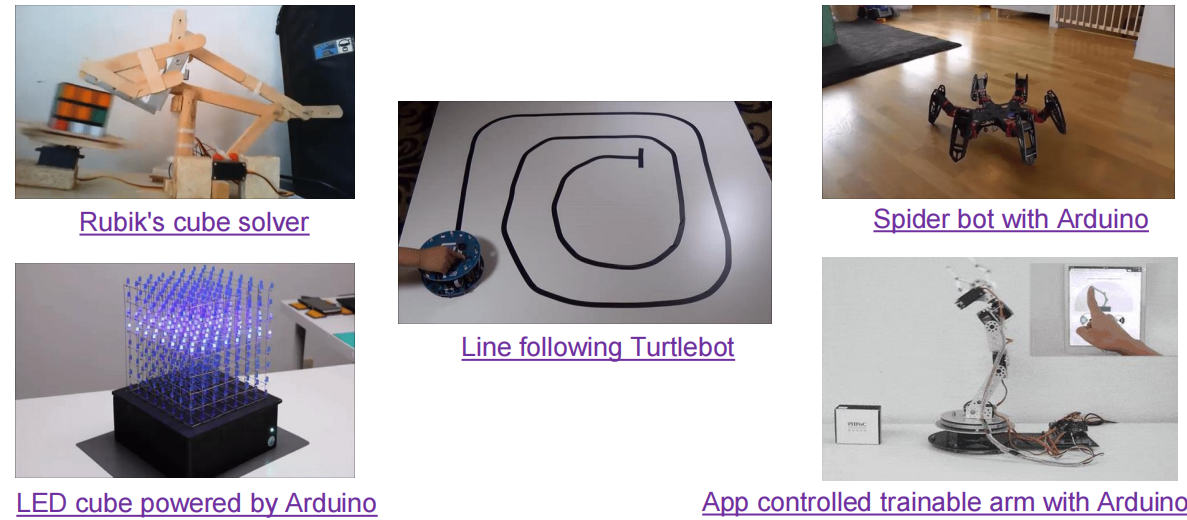 Rubik's cube solver
Spider bot with Arduino
Line following Turtlebot
LED cube powered by Arduino
PHPoC
App controlled trainable arm with Arduino